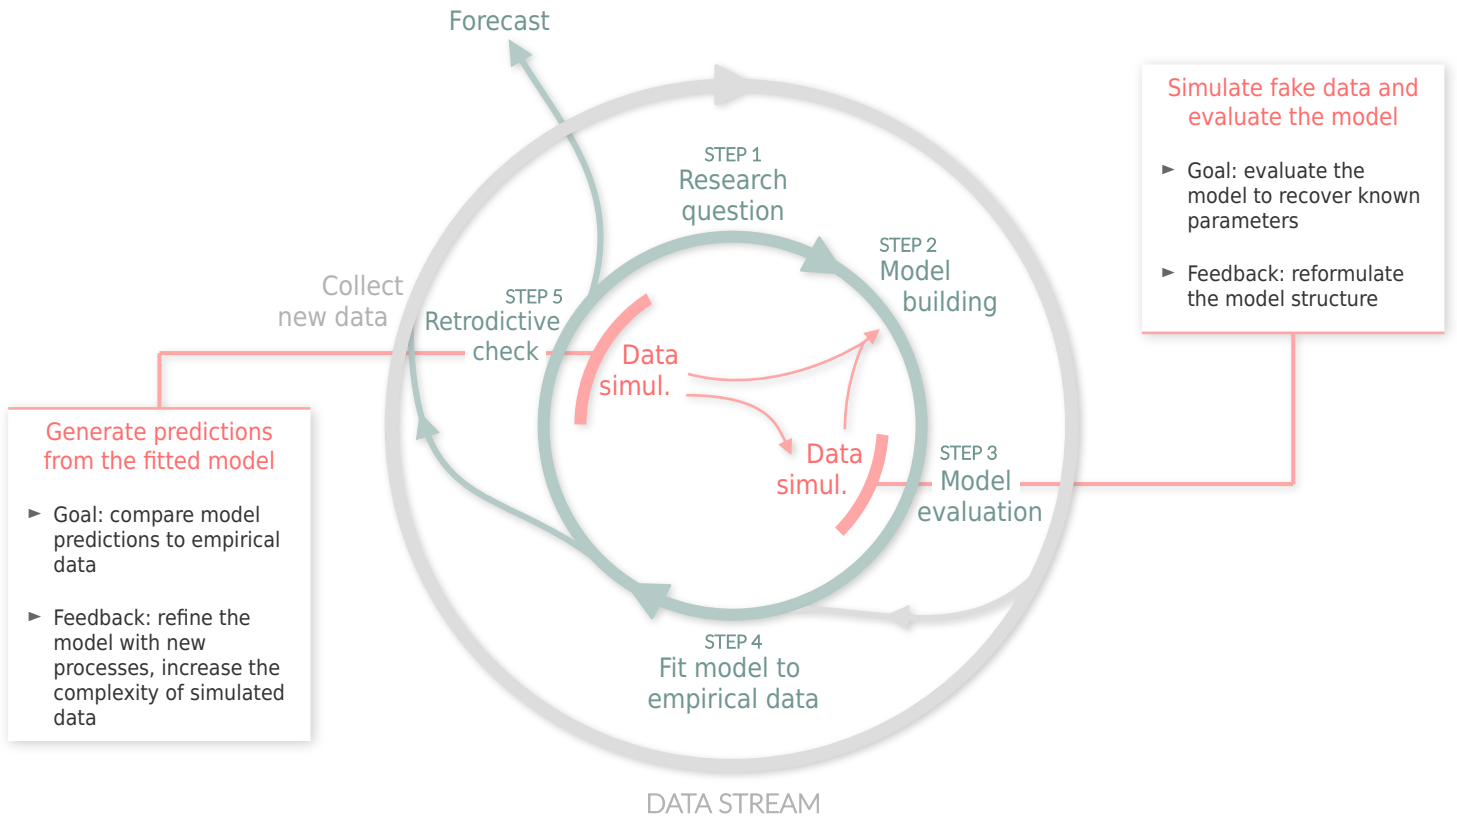 Forecast
STEP 1
Research
question
STEP 2
Model
building
Simulate fake data and
evaluate the model
► Goal: evaluate the
model to recover known
parameters
► Feedback: reformulate
the model structure
Collect
new data
STEP 5
Retrodictive
check
Data
simul.
Data
simul.
STEP 3
Model
evaluation
Generate predictions
from the fitted model
► Goal: compare model
predictions to empirical
data
► Feedback: refine the
model with new
processes, increase the
complexity of simulated
data
STEP 4
Fit model to
empirical data
DATA STREAM